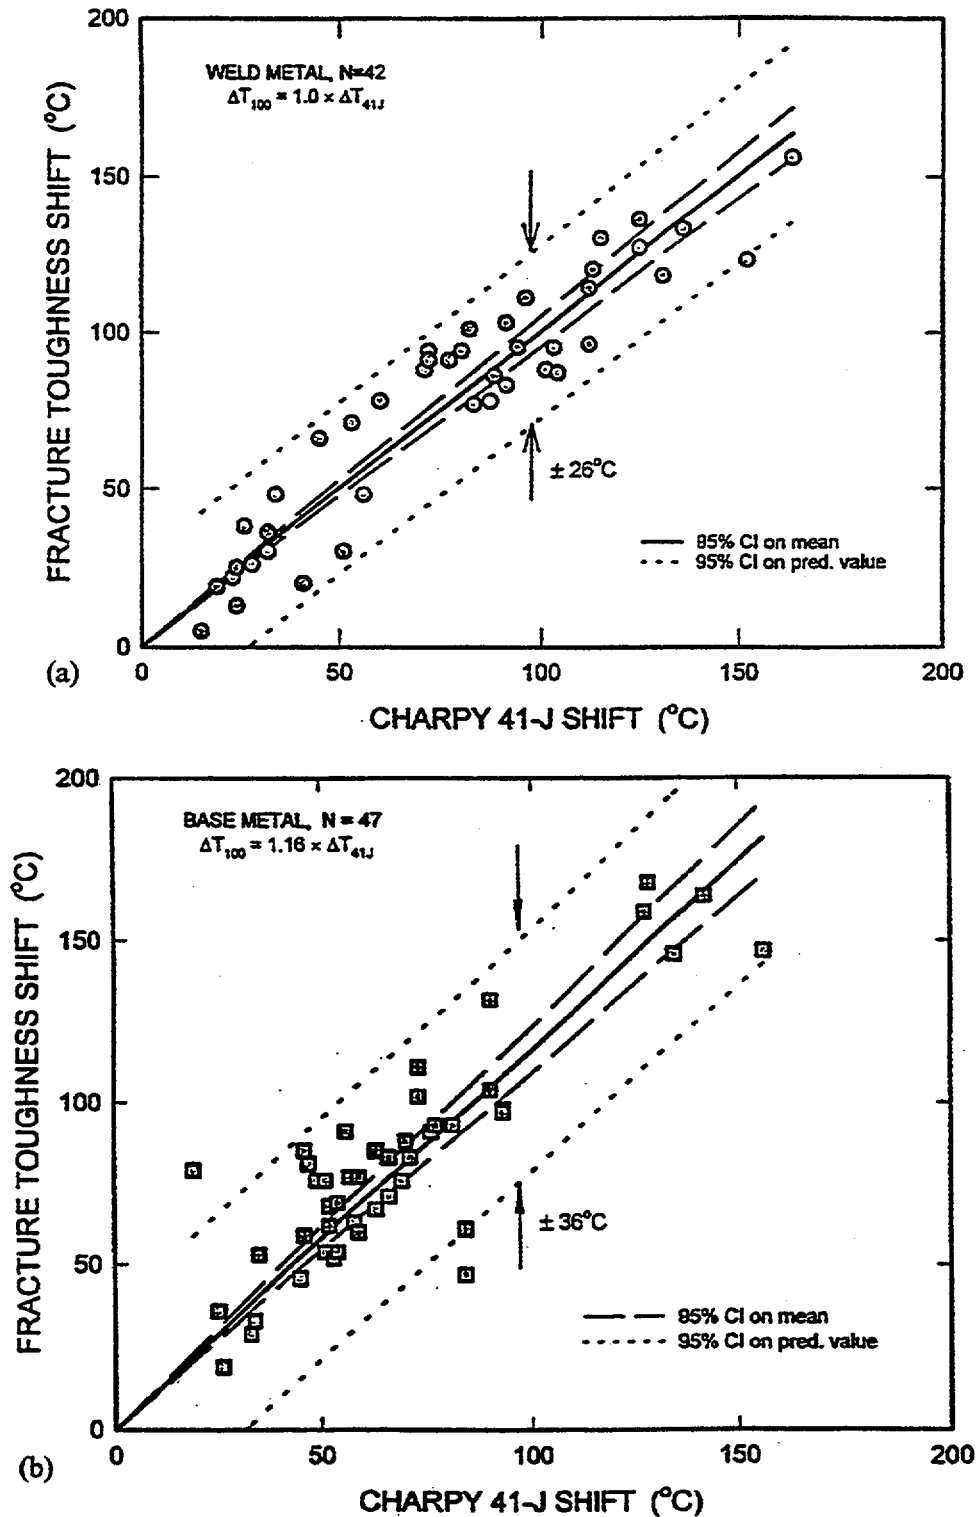 200
WELD METAL, N=42
ΔT₁₀₀ = 1.0 × ΔT₄₁J
150
100
50
0
FRACTURE TOUGHNESS SHIFT (°C)
± 26°C
95% CI on mean
95% CI on pred. value
0 50 100 150 200
(a)
CHARPY 41-J SHIFT (°C)
200
BASE METAL, N = 47
ΔT₁₀₀ = 1.16 × ΔT₄₁J
150
100
50
0
FRACTURE TOUGHNESS SHIFT (°C)
± 36°C
95% CI on mean
95% CI on pred. value
0 50 100 150 200
(b)
CHARPY 41-J SHIFT (°C)